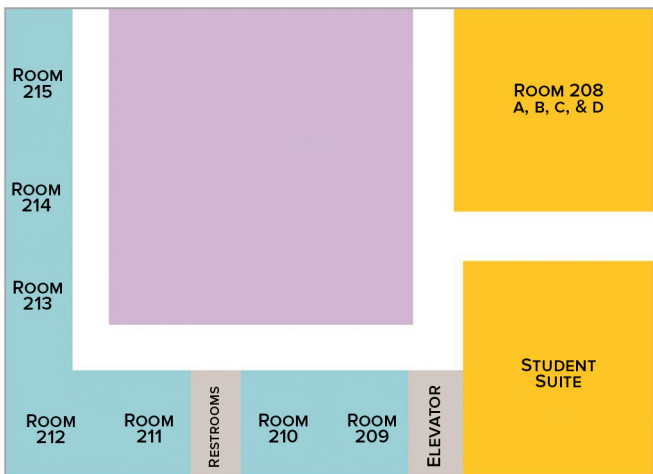 ROOM
215
ROOM 208
A, B, C, & D
ROOM
214
ROOM
213
STUDENT
SUITE
ROOM
212
ROOM
211
RESTROOMS
ROOM
210
ROOM
209
ELEVATOR